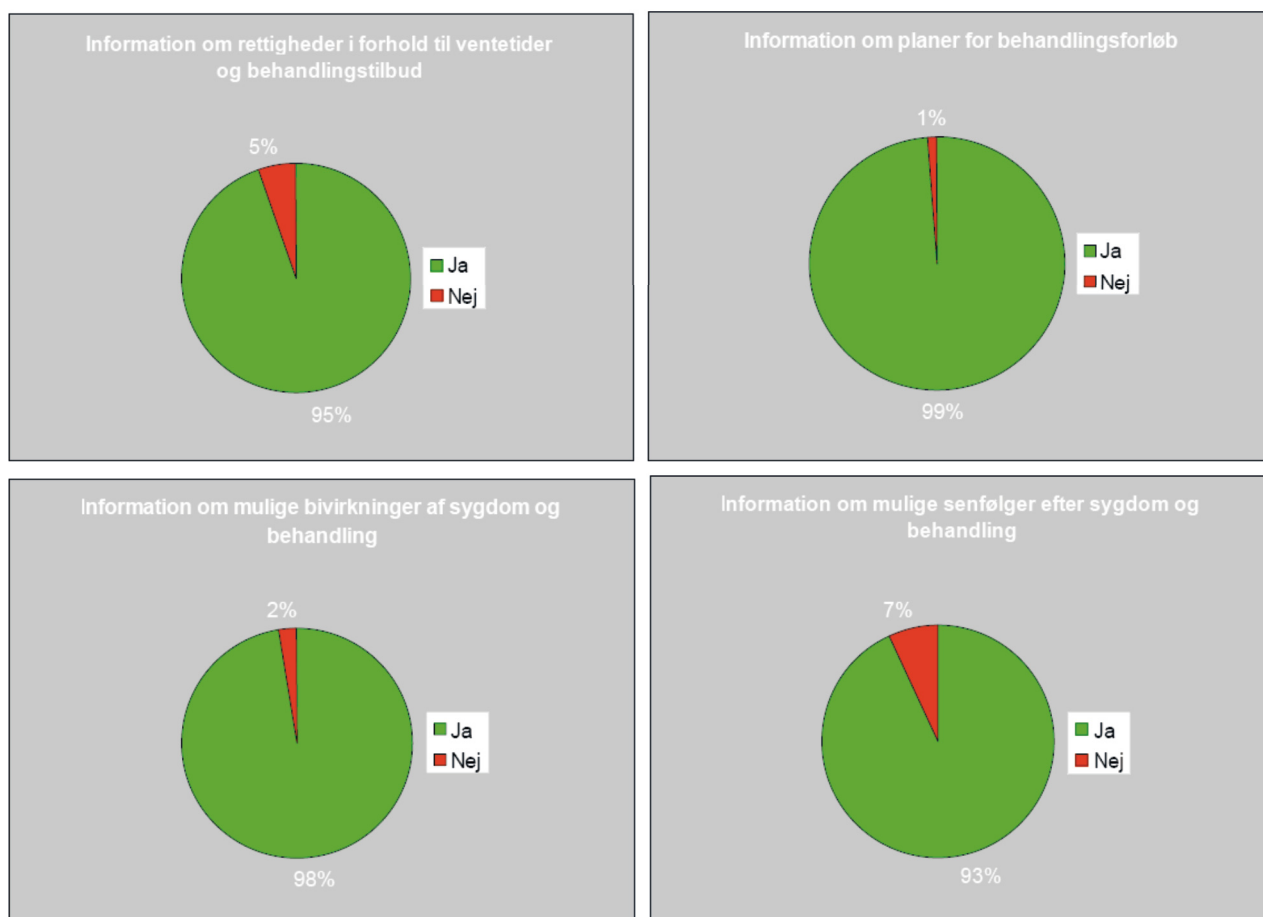 Information om rettigheder i forhold til ventetider
og behandlingstilbud
5%
Ja
Nej
95%
Information om planer for behandlingsforløb
1%
Ja
Nej
99%
Information om mulige bivirkninger af sygdom og
behandling
2%
Ja
Nej
98%
Information om mulige senfølger efter sygdom og
behandling
7%
Ja
Nej
93%